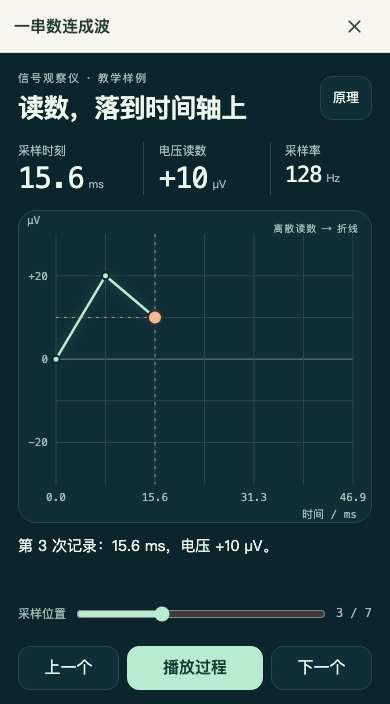 一串数连成波
信号观察仪 · 教学样例
读数，落到时间轴上
原理
采样时刻
15.6 ms
电压读数
+10 μV
采样率
128 Hz
μV
离散读数 → 折线
+20
0
−20
0.0
15.6
31.3
46.9
时间 / ms
第 3 次记录：15.6 ms，电压 +10 μV。
采样位置
3 / 7
上一个
播放过程
下一个